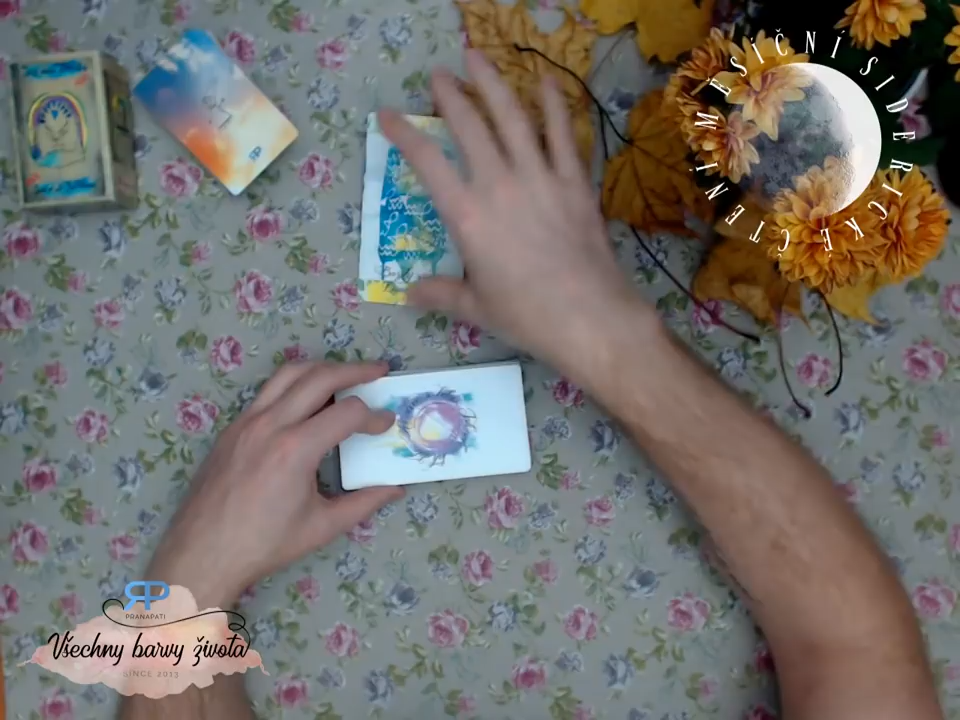 MĚSÍČNÍ SIDERICKÉ ČTENÍ
RP
PRANAPATI
Všechny barvy života
SINCE 2013